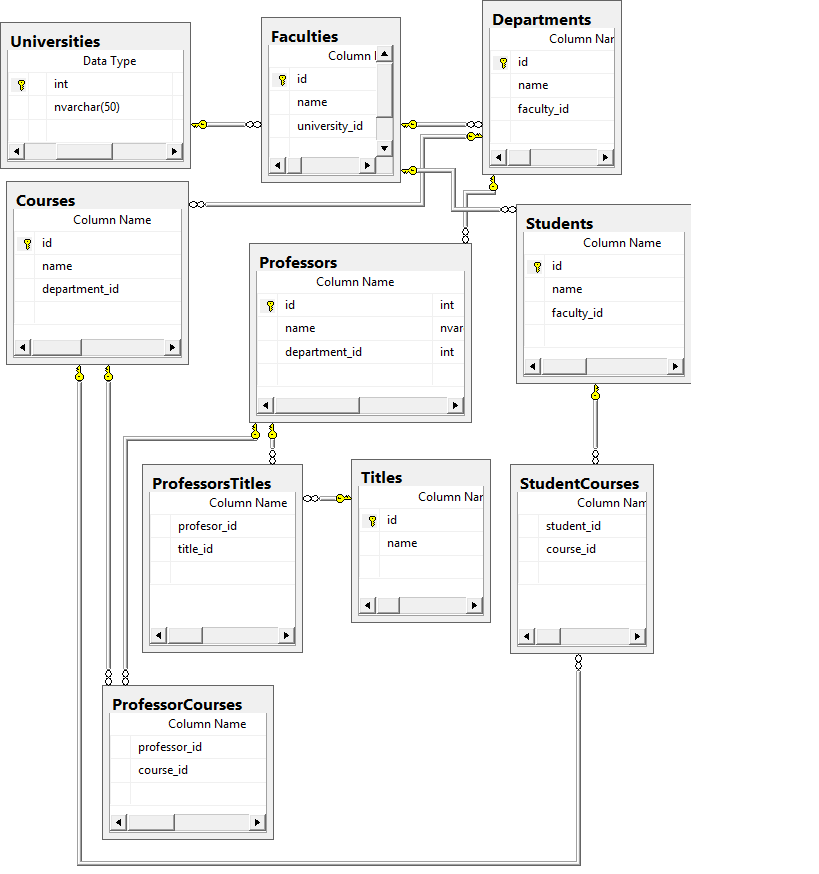 Universities
Data Type
int
nvarchar(50)
Faculties
Column
id
name
university_id
Departments
Column Nar
id
name
faculty_id
Courses
Column Name
id
name
department_id
Professors
Column Name
id int
name nvar
department_id int
Students
Column Name
id
name
faculty_id
ProfessorsTitles
Column Name
profesor_id
title_id
Titles
Column Nar
id
name
StudentCourses
Column Nam
student_id
course_id
ProfessorCourses
Column Name
professor_id
course_id